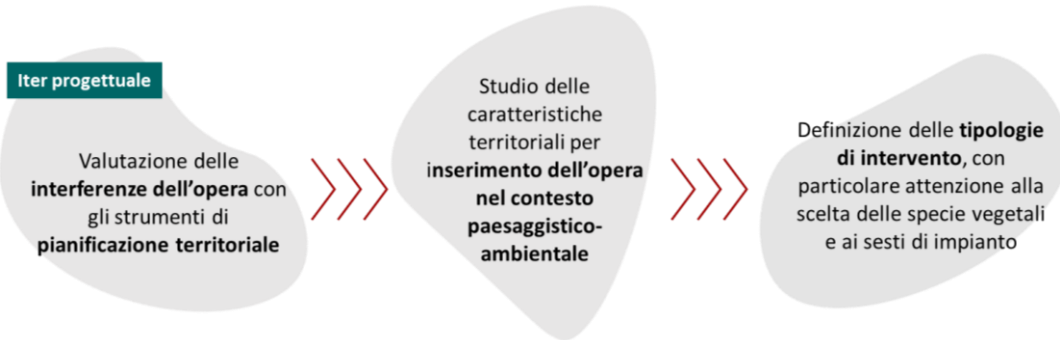 Iter progettuale
Valutazione delle
interferenze dell'opera con
gli strumenti di
pianificazione territoriale
Studio delle
caratteristiche
territoriali per
inserimento dell'opera
nel contesto
paesaggistico-
ambientale
Definizione delle tipologie
di intervento, con
particolare attenzione alla
scelta delle specie vegetali
e ai sesti di impianto